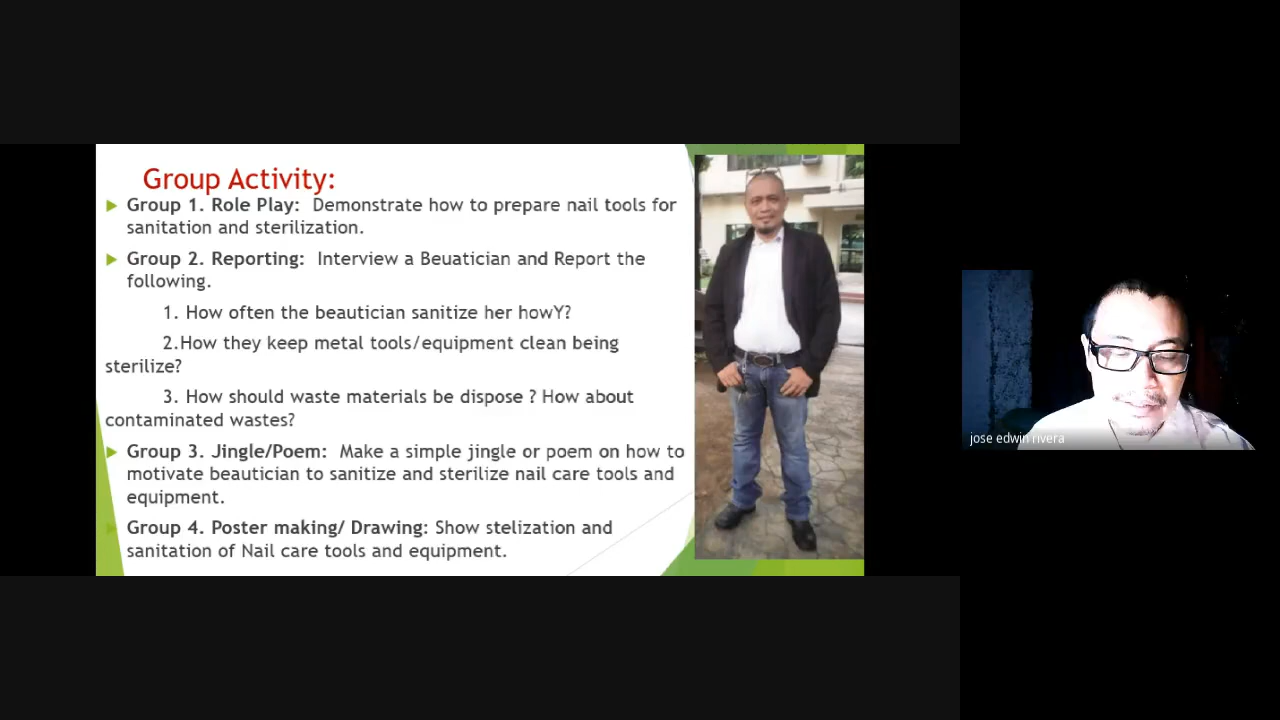 Group Activity:
Group 1. Role Play: Demonstrate how to prepare nail tools for
sanitation and sterilization.
Group 2. Reporting: Interview a Beuatician and Report the
following.
1. How often the beautician sanitize her howY?
2.How they keep metal tools/equipment clean being
sterilize?
3. How should waste materials be dispose ? How about
contaminated wastes?
Group 3. Jingle/Poem: Make a simple jingle or poem on how to
motivate beautician to sanitize and sterilize nail care tools and
equipment.
Group 4. Poster making/ Drawing: Show stelization and
sanitation of Nail care tools and equipment.
jose edwin rivera